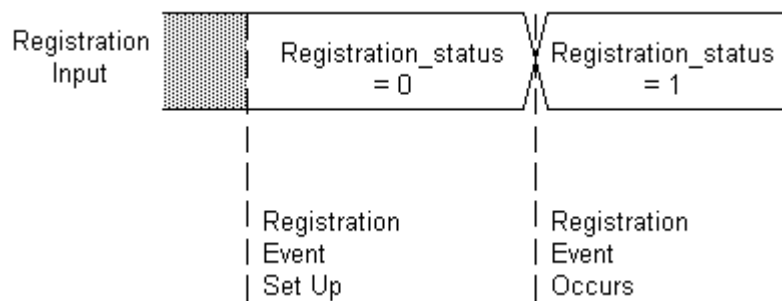 Registration
Input
Registration_status
= 0
Registration_status
= 1
Registration
Event
Set Up
Registration
Event
Occurs